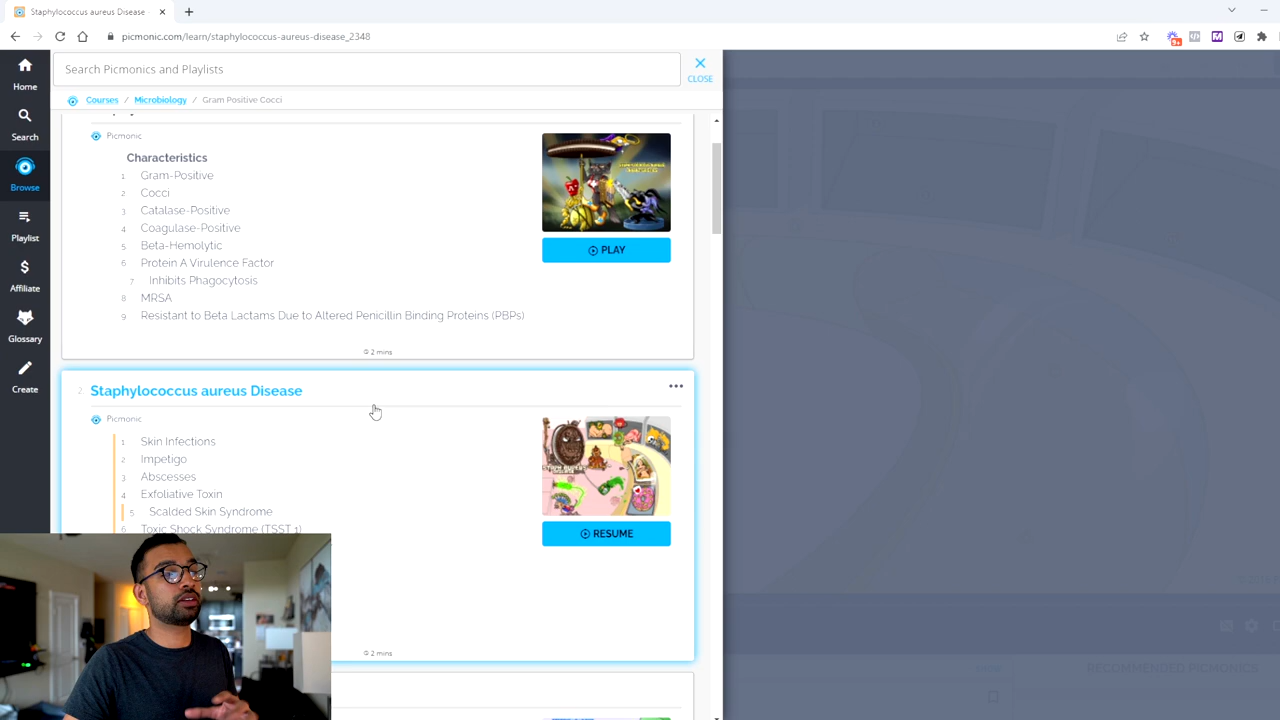 Staphylococcus aureus Disease -
picmonic.com/learn/staphylococcus-aureus-disease_2348
9+
Search Picmonics and Playlists
CLOSE
Home
Courses / Microbiology / Gram Positive Cocci
Search
Picmonic
Characteristics
1 Gram-Positive
2 Cocci
3 Catalase-Positive
4 Coagulase-Positive
5 Beta-Hemolytic
6 Protein A Virulence Factor
7 Inhibits Phagocytosis
8 MRSA
9 Resistant to Beta Lactams Due to Altered Penicillin Binding Proteins (PBPs)
PLAY
2 mins
Browse
Playlist
Affiliate
Glossary
Create
2 Staphylococcus aureus Disease
Picmonic
1 Skin Infections
2 Impetigo
3 Abscesses
4 Exfoliative Toxin
5 Scalded Skin Syndrome
6 Toxic Shock Syndrome (TSST 1)
RESUME
2 mins
RECOMMENDED PICMONICS